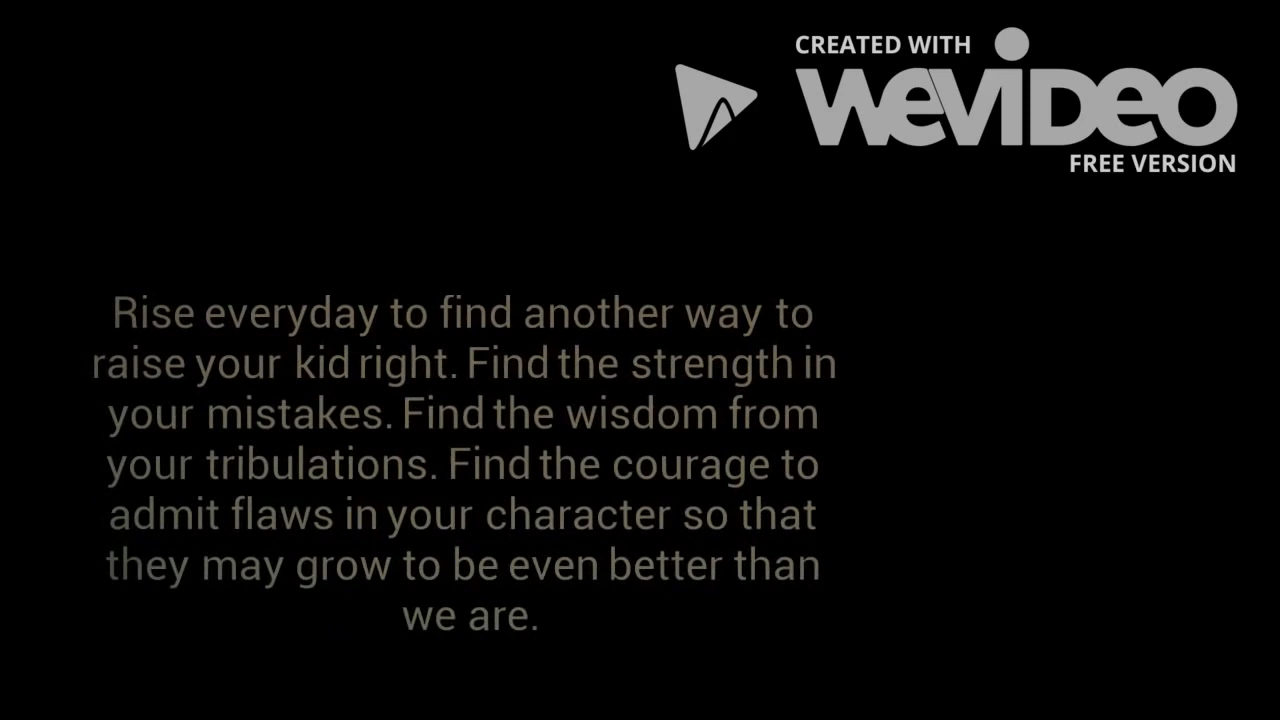 CREATED WITH
WEVIDEO
FREE VERSION
Rise everyday to find another way to
raise your kid right. Find the strength in
your mistakes. Find the wisdom from
your tribulations. Find the courage to
admit flaws in your character so that
they may grow to be even better than
we are.